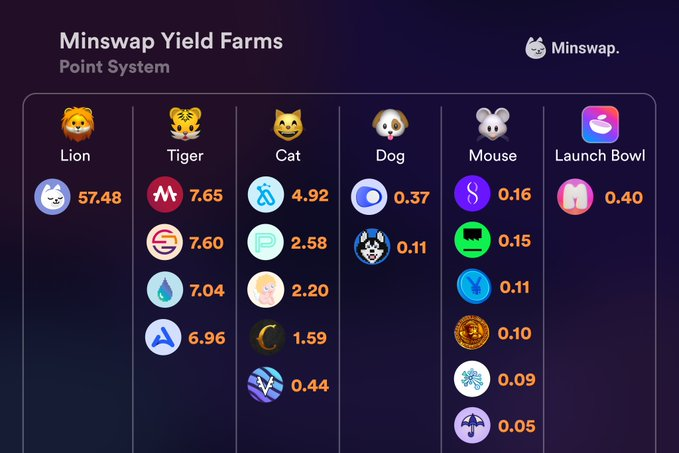 Minswap Yield Farms
Point System
Minswap.
Lion
57.48
Tiger
7.65
7.60
7.04
6.96
Cat
4.92
2.58
2.20
1.59
0.44
Dog
0.37
0.11
Mouse
0.16
0.15
0.11
0.10
0.09
0.05
Launch Bowl
0.40